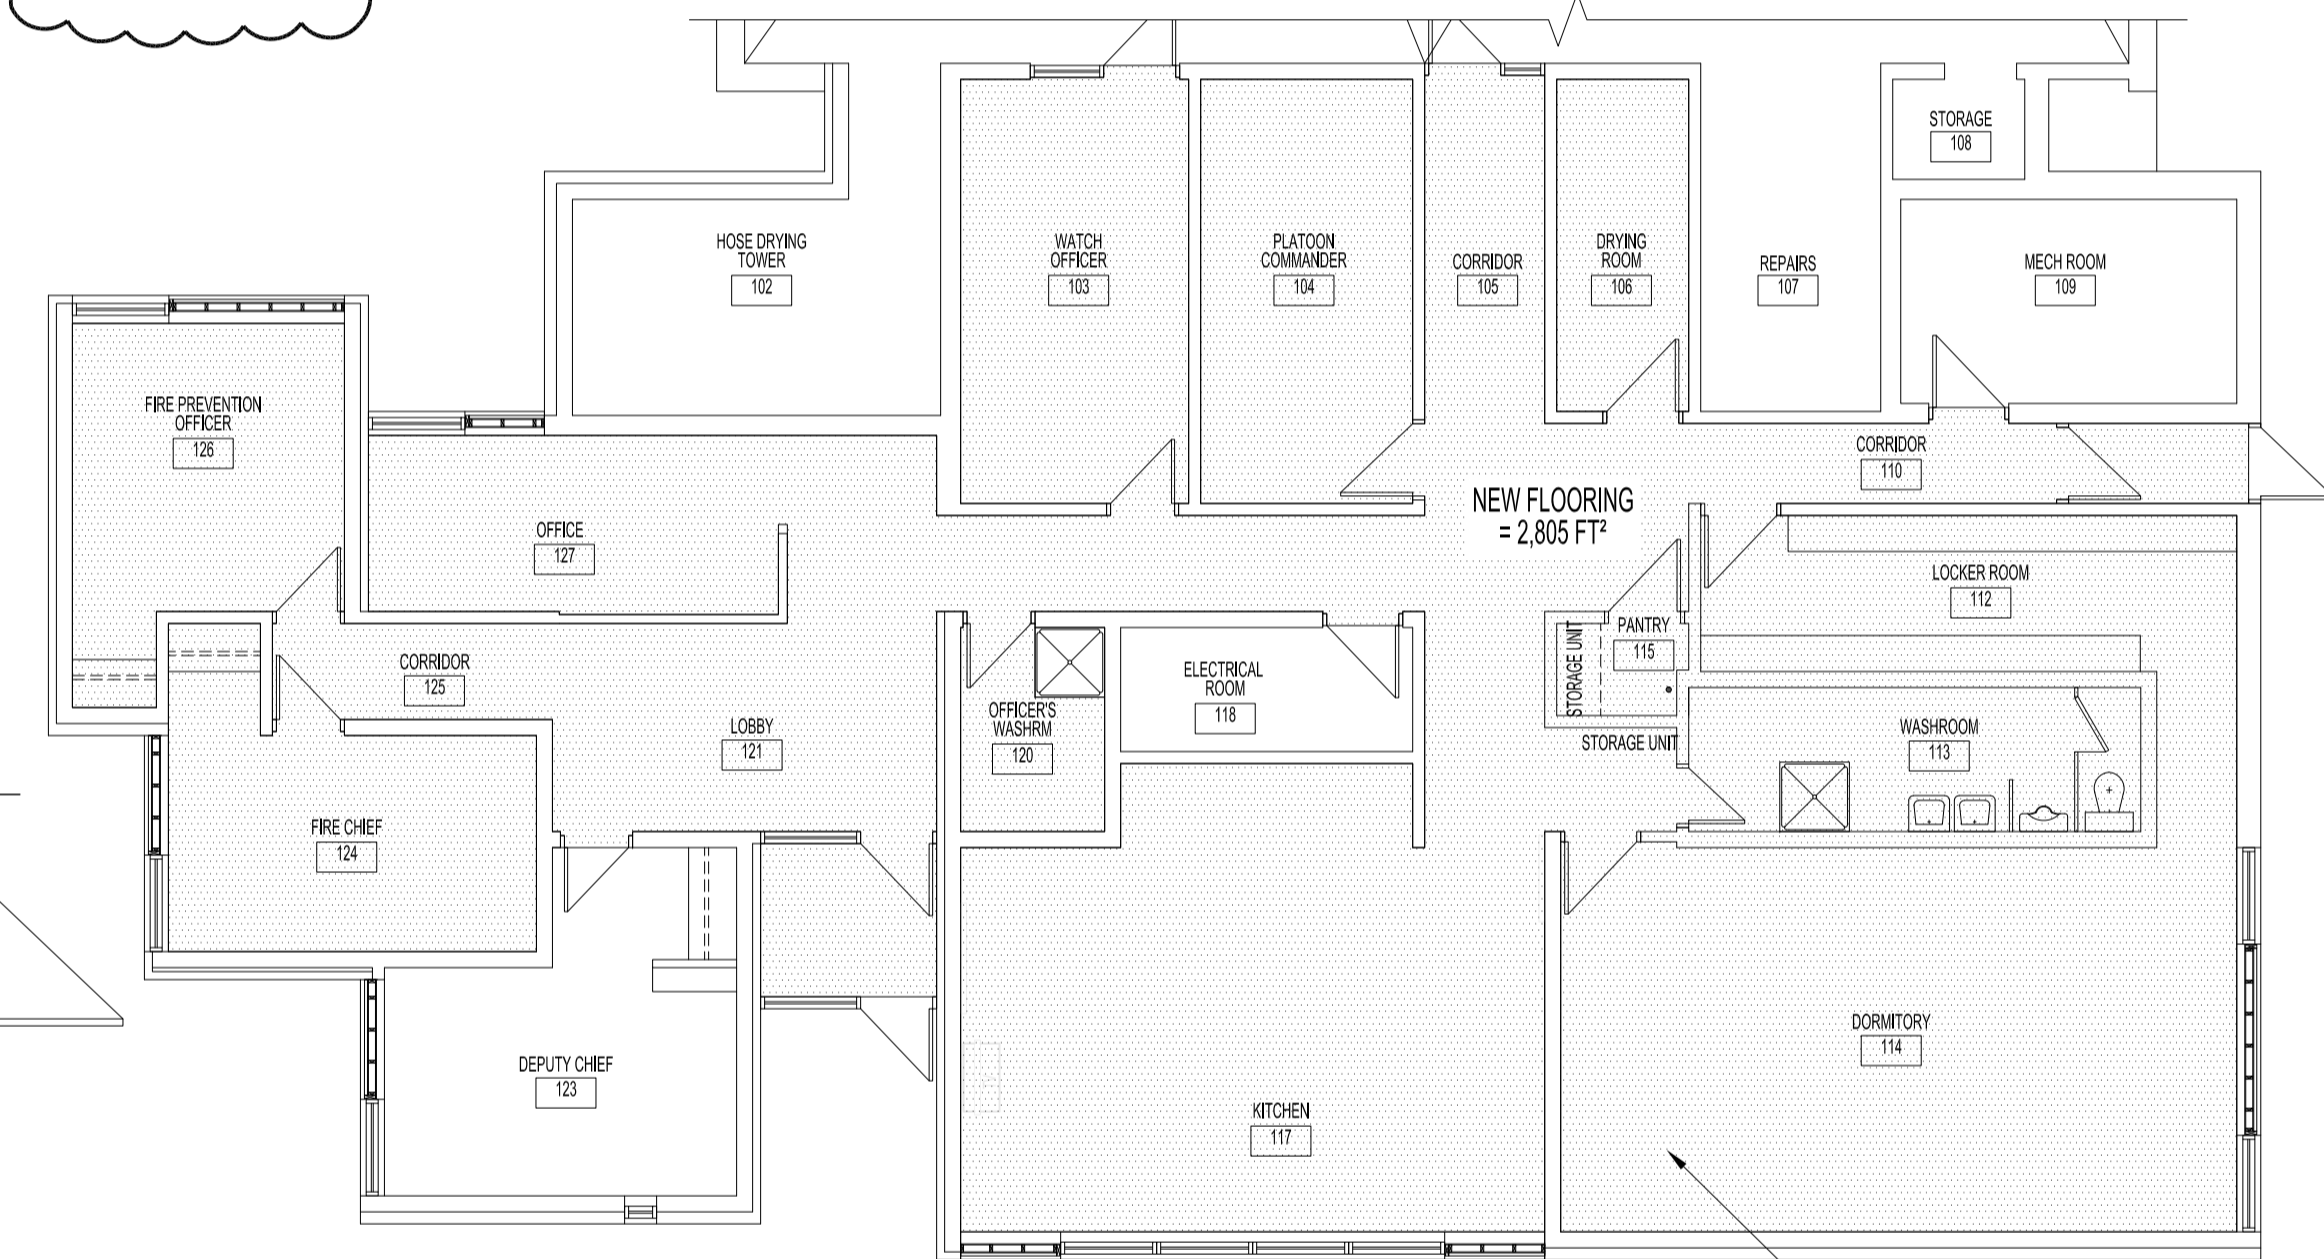 STORAGE
108
HOSE DRYING
TOWER
102
WATCH
OFFICER
103
PLATOON
COMMANDER
104
CORRIDOR
105
DRYING
ROOM
106
REPAIRS
107
MECH ROOM
109
FIRE PREVENTION
OFFICER
126
CORRIDOR
110
NEW FLOORING
= 2,805 FT²
OFFICE
127
LOCKER ROOM
112
STORAGE UNIT
PANTRY
115
CORRIDOR
125
ELECTRICAL
ROOM
118
OFFICER'S
WASHRM
120
LOBBY
121
STORAGE UNIT
WASHROOM
113
FIRE CHIEF
124
DORMITORY
114
DEPUTY CHIEF
123
KITCHEN
117